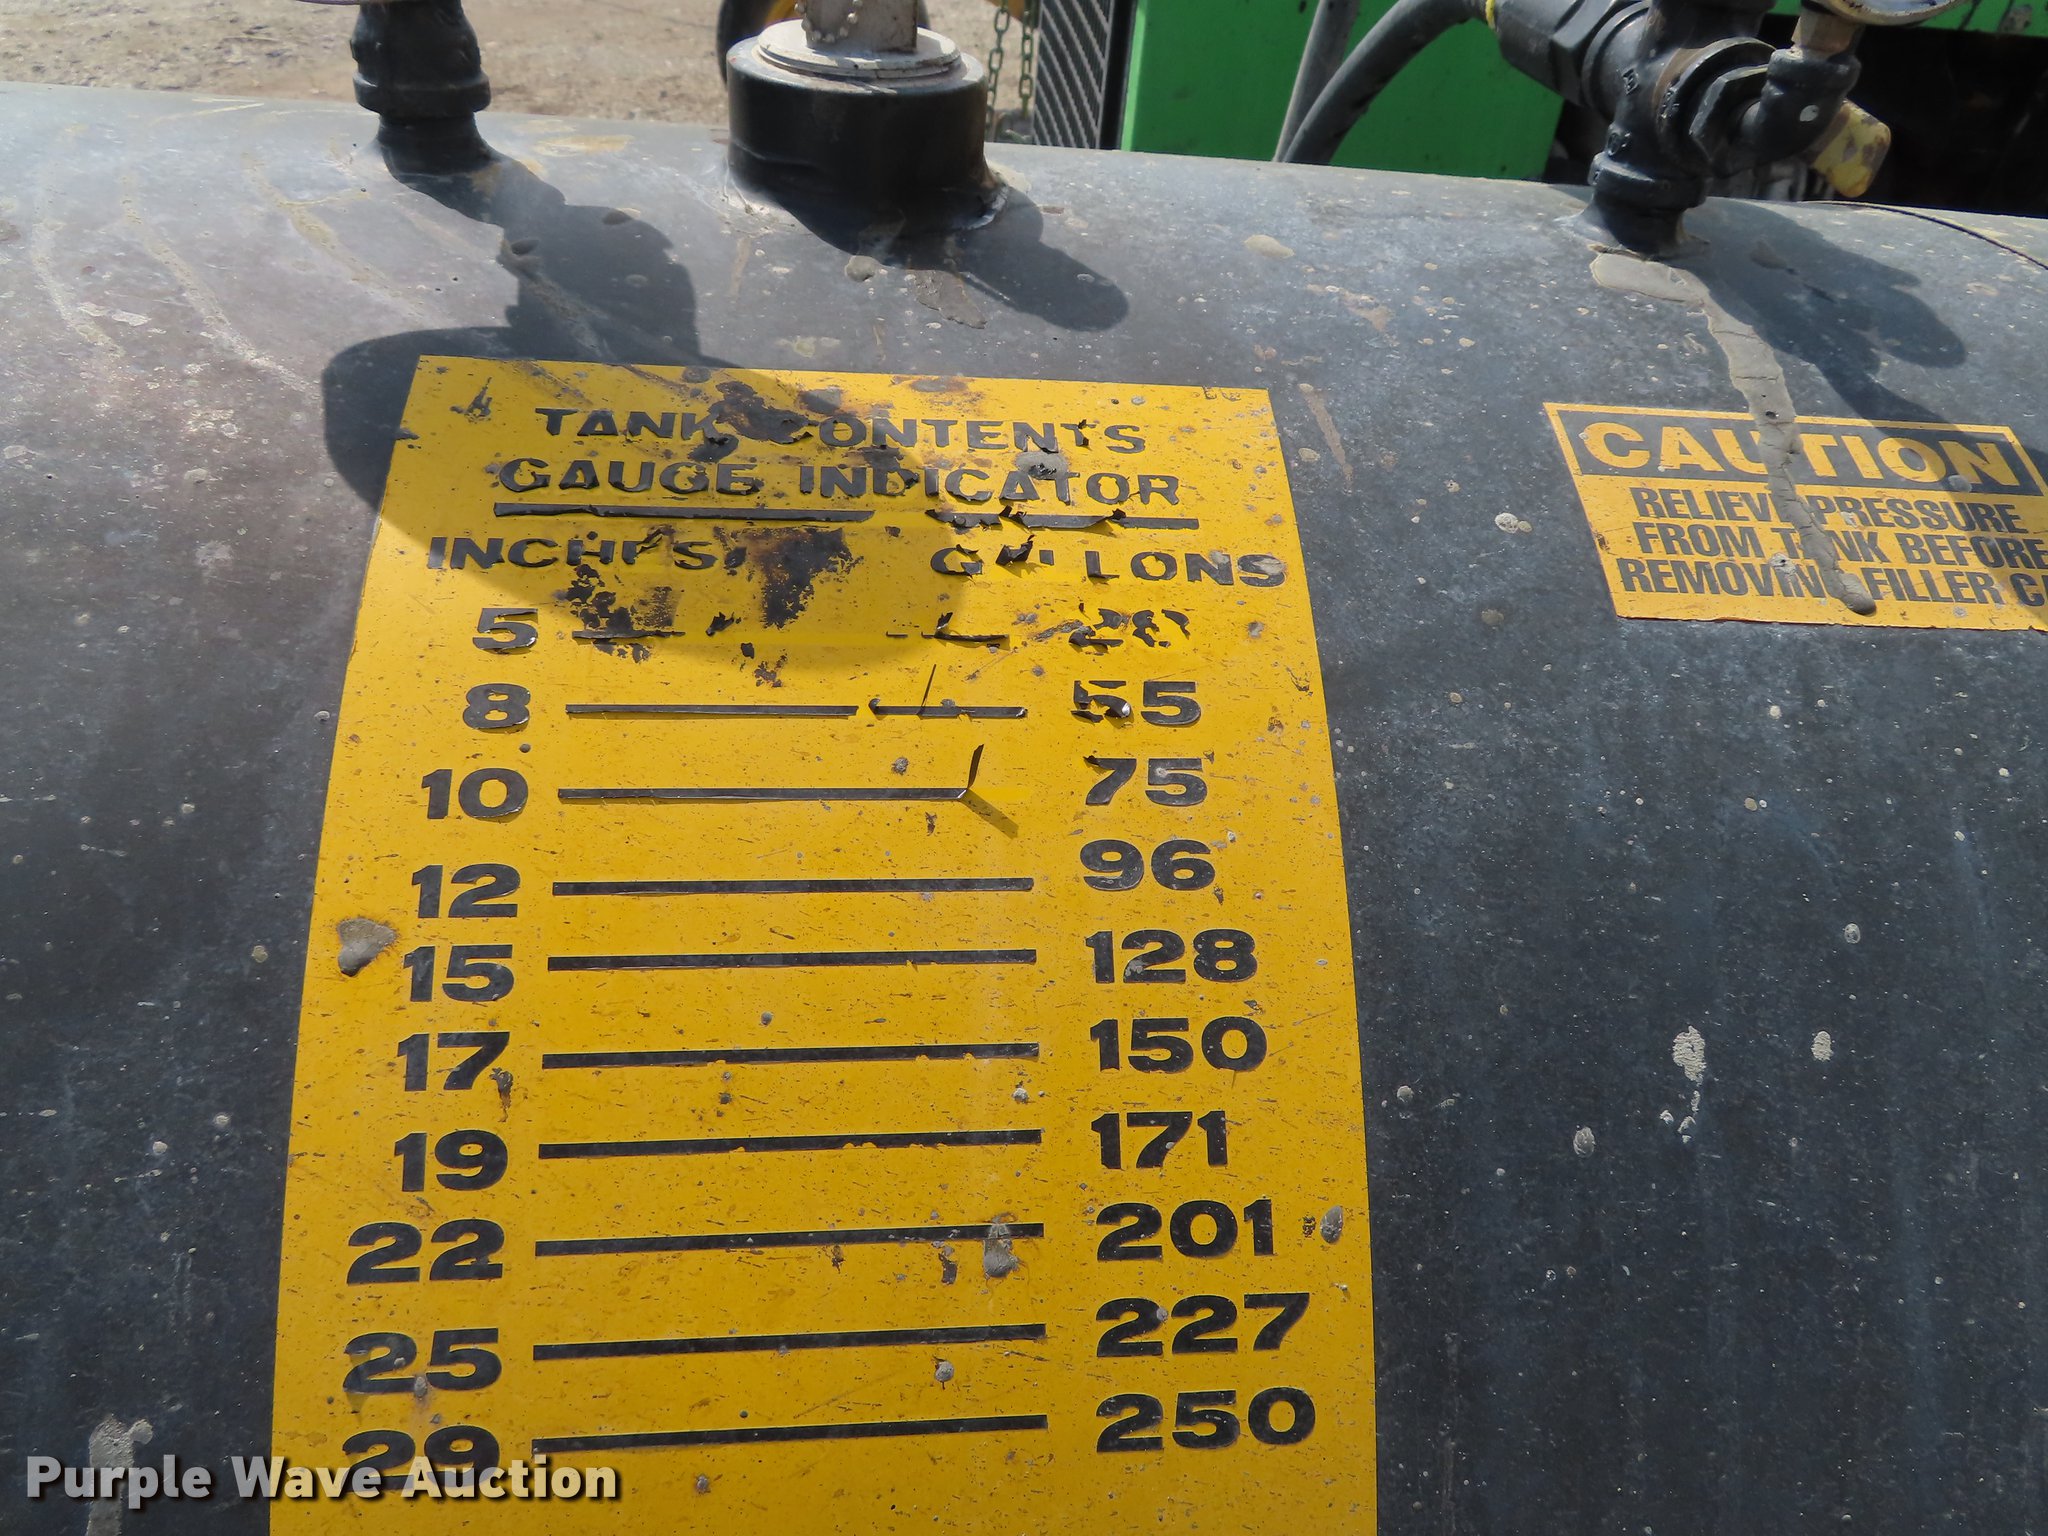 TANK CONTENTS
GAUGE INDICATOR
INCHES GALLONS
5 28
8 55
10 75
12 96
15 128
17 150
19 171
22 201
25 227
29 250
CAUTION
RELIEVE PRESSURE
FROM TANK BEFORE
REMOVING FILLER
Purple Wave Auction